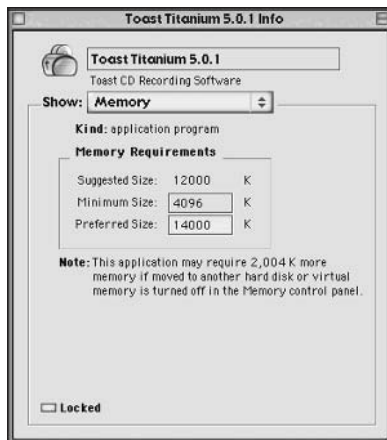 Toast Titanium 5.0.1 Info
Toast Titanium 5.0.1
Toast CD Recording Software
Show: Memory
Kind: application program
Memory Requirements
Suggested Size: 12000 K
Minimum Size: 4096 K
Preferred Size: 14000 K
Note: This application may require 2,004 K more
memory if moved to another hard disk or virtual
memory is turned off in the Memory control panel.
Locked